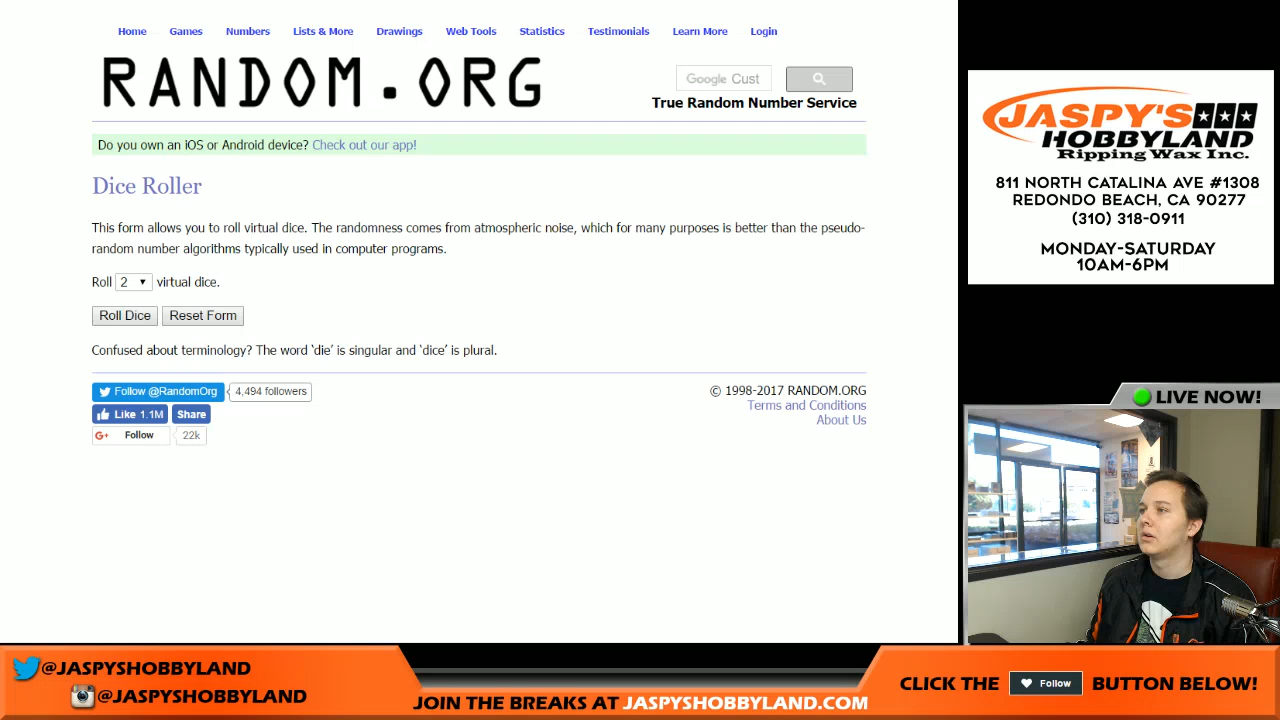 Home Games Numbers Lists & More Drawings Web Tools Statistics Testimonials Learn More Login
RANDOM.ORG
Google Cust
True Random Number Service
Do you own an iOS or Android device? Check out our app!
Dice Roller
This form allows you to roll virtual dice. The randomness comes from atmospheric noise, which for many purposes is better than the pseudo-
random number algorithms typically used in computer programs.
Roll 2 virtual dice.
Roll Dice Reset Form
Confused about terminology? The word ‘die’ is singular and ‘dice’ is plural.
Follow @RandomOrg 4,494 followers
Like 1.1M Share
G+ Follow 22k
© 1998-2017 RANDOM.ORG
Terms and Conditions
About Us
JASPY'S
HOBBYLAND
Ripping Wax Inc.
811 NORTH CATALINA AVE #1308
REDONDO BEACH, CA 90277
(310) 318-0911
MONDAY-SATURDAY
10AM-6PM
LIVE NOW!
@JASPYSHOBBYLAND
@JASPYSHOBBYLAND
JOIN THE BREAKS AT JASPYSHOBBYLAND.COM
CLICK THE Follow BUTTON BELOW!